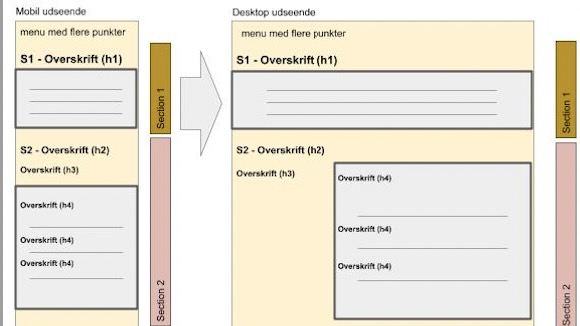 Mobil udseende
menu med flere punkter
S1 - Overskrift (h1)
Section 1
S2 - Overskrift (h2)
Overskrift (h3)
Overskrift (h4)
Overskrift (h4)
Overskrift (h4)
Section 2
Desktop udseende
menu med flere punkter
S1 - Overskrift (h1)
Section 1
S2 - Overskrift (h2)
Overskrift (h3)
Overskrift (h4)
Overskrift (h4)
Overskrift (h4)
Section 2